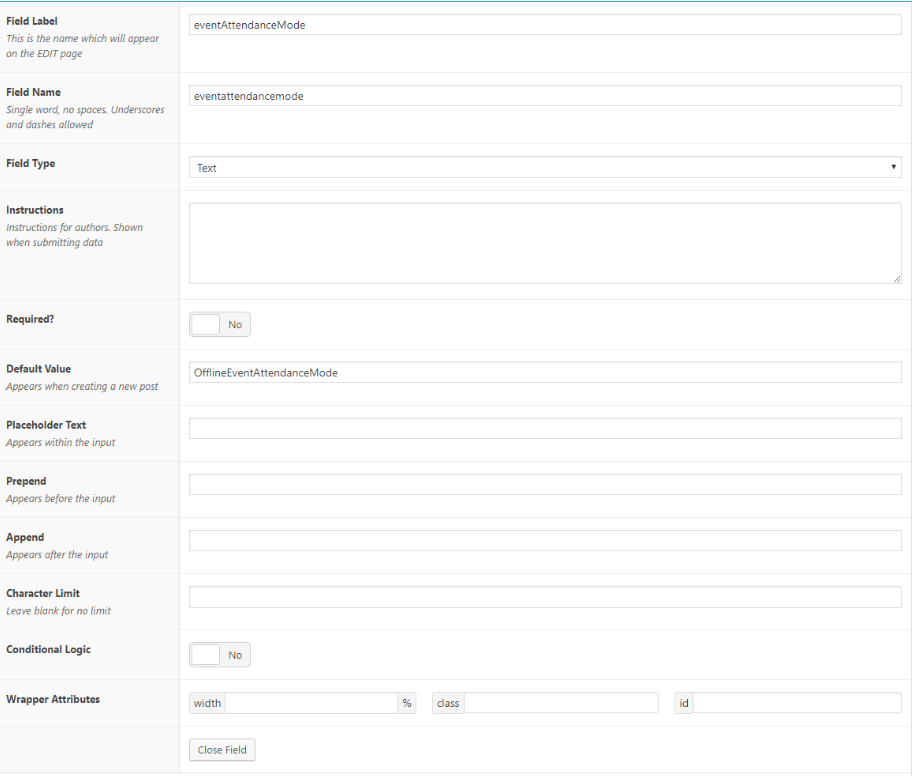 Field Label
This is the name which will appear
on the EDIT page
eventAttendanceMode
Field Name
Single word, no spaces. Underscores
and dashes allowed
eventattendancemode
Field Type
Text
Instructions
Instructions for authors. Shown
when submitting data
Required?
No
Default Value
Appears when creating a new post
OfflineEventAttendanceMode
Placeholder Text
Appears within the input
Prepend
Appears before the input
Append
Appears after the input
Character Limit
Leave blank for no limit
Conditional Logic
No
Wrapper Attributes
width % class id
Close Field